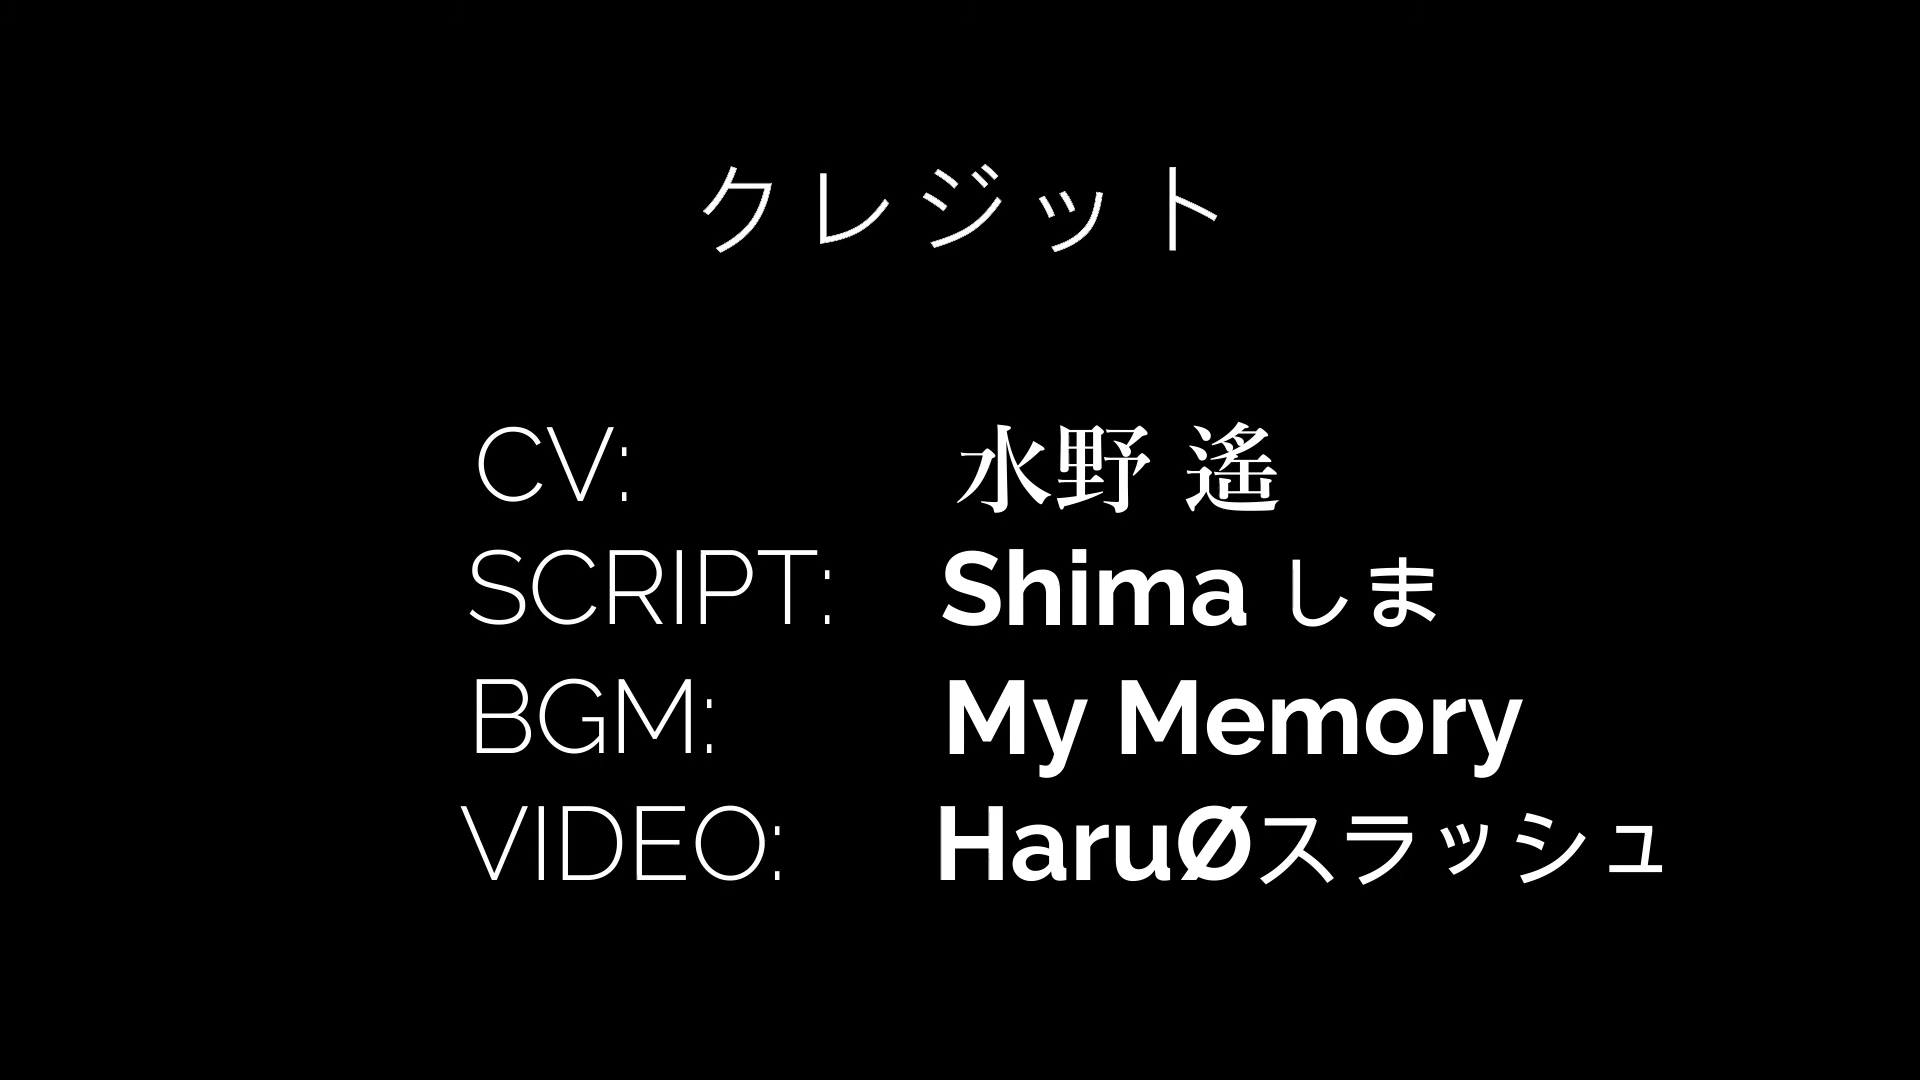 クレジット
CV: 水野 遙
SCRIPT: Shima しま
BGM: My Memory
VIDEO: HaruØスラッシュ